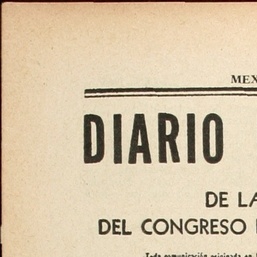 MEX
DIARIO
DE LA
DEL CONGRESO
Toda comunicación originada en